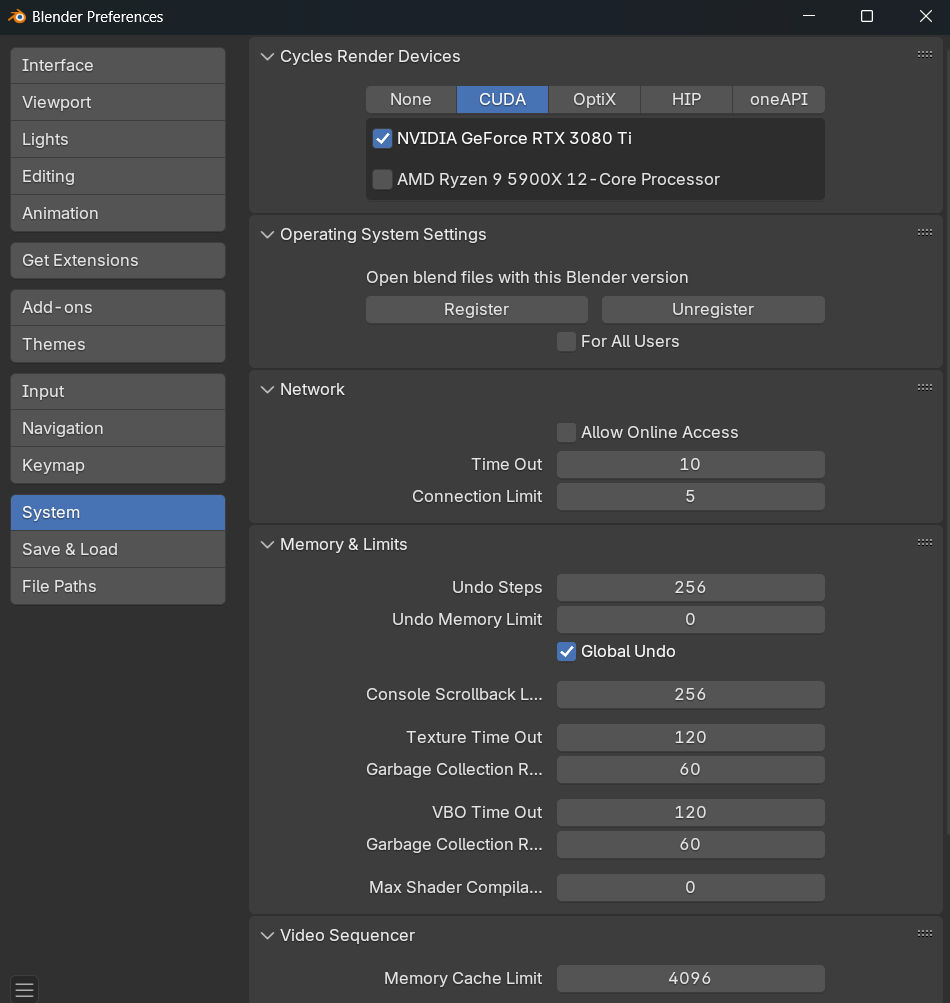 Blender Preferences
Interface
Viewport
Lights
Editing
Animation
Get Extensions
Add-ons
Themes
Input
Navigation
Keymap
System
Save & Load
File Paths
Cycles Render Devices
None CUDA OptiX HIP oneAPI
NVIDIA GeForce RTX 3080 Ti
AMD Ryzen 9 5900X 12-Core Processor
Operating System Settings
Open blend files with this Blender version
Register Unregister
For All Users
Network
Allow Online Access
Time Out 10
Connection Limit 5
Memory & Limits
Undo Steps 256
Undo Memory Limit 0
Global Undo
Console Scrollback L... 256
Texture Time Out 120
Garbage Collection R... 60
VBO Time Out 120
Garbage Collection R... 60
Max Shader Compila... 0
Video Sequencer
Memory Cache Limit 4096